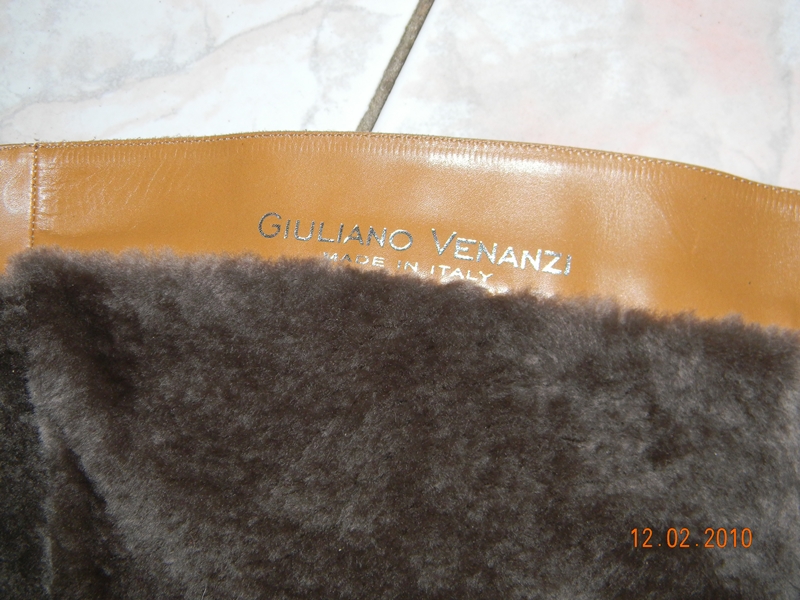 GIULIANO VENANZI
MADE IN ITALY
12.02.2010